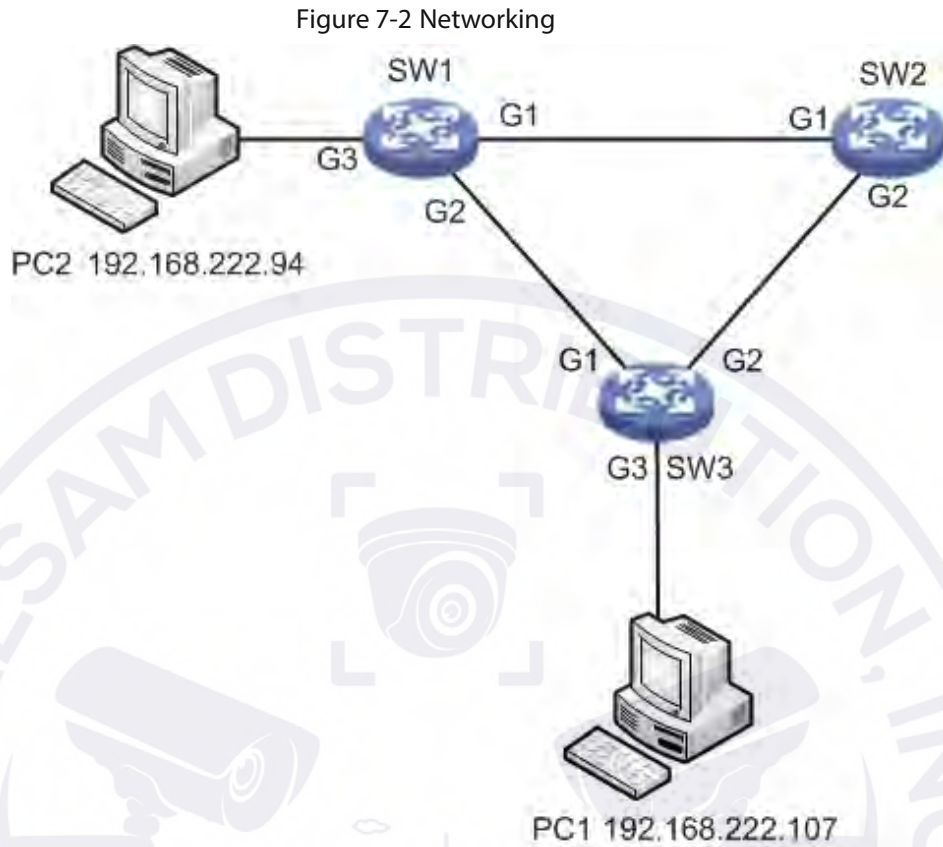 Figure 7-2 Networking
SW1
SW2
G1
G1
G3
G2
G2
PC2 192.168.222.94
G1
G2
G3 SW3
PC1 192.168.222.107